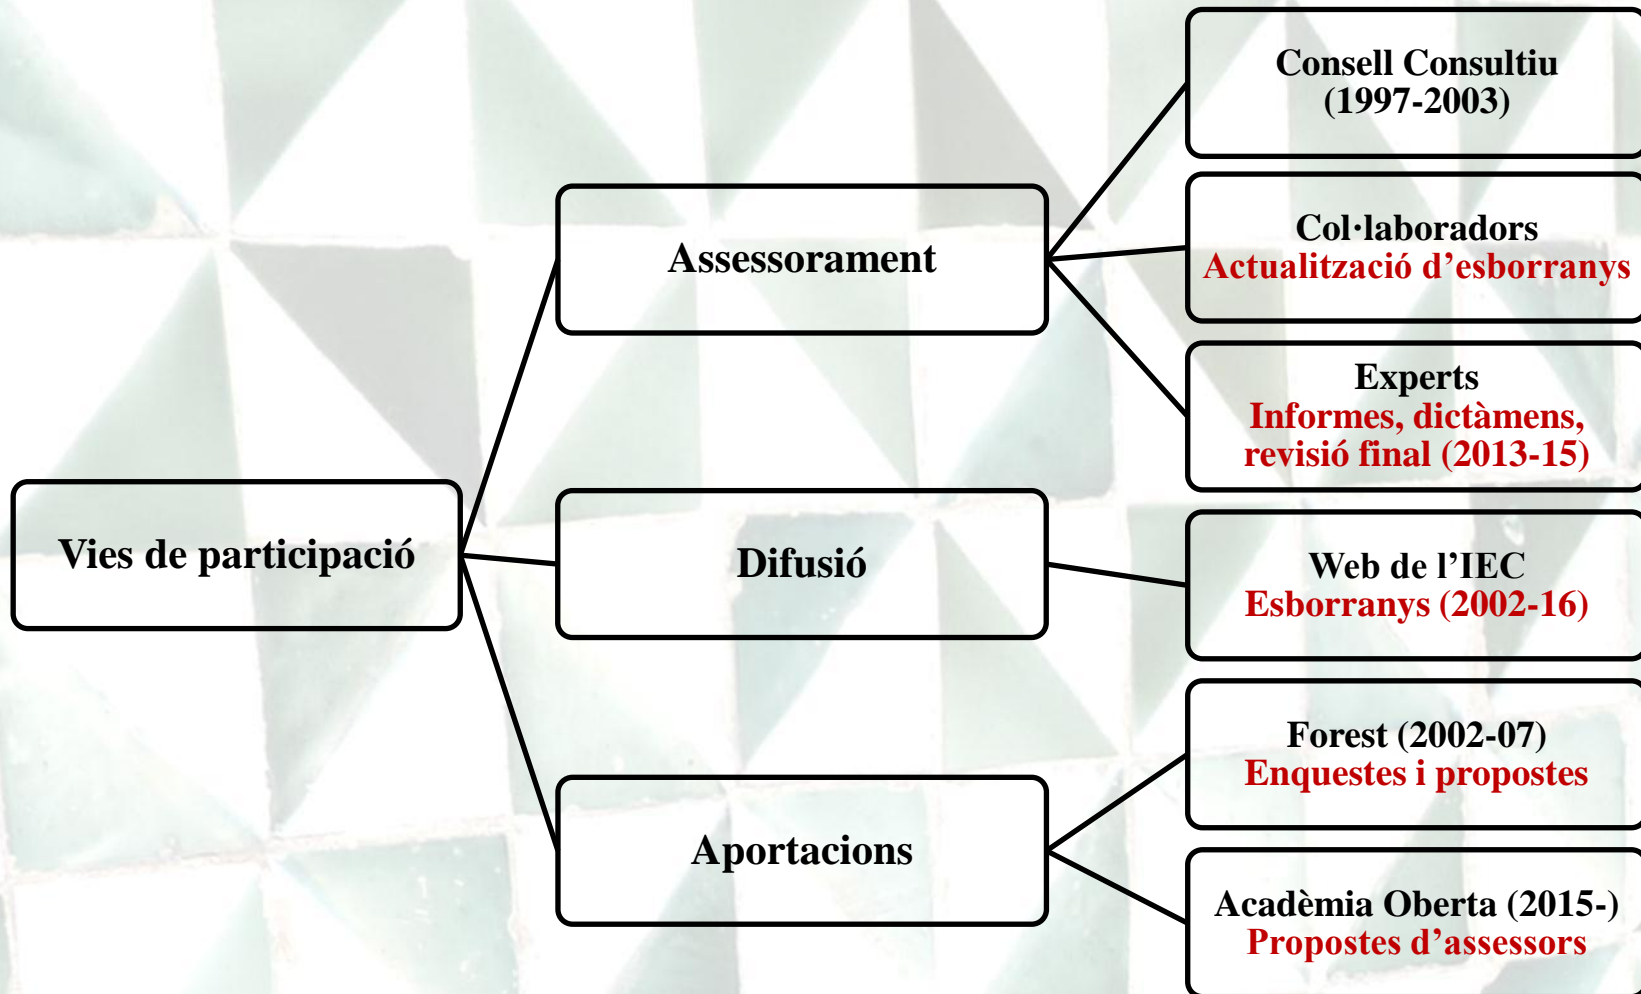 Vies de participació
Assessorament
Consell Consultiu
(1997-2003)
Col·laboradors
Actualització d’esborranys
Experts
Informes, dictàmens,
revisió final (2013-15)
Difusió
Web de l’IEC
Esborranys (2002-16)
Aportacions
Forest (2002-07)
Enquestes i propostes
Acadèmia Oberta (2015-)
Propostes d’assessors